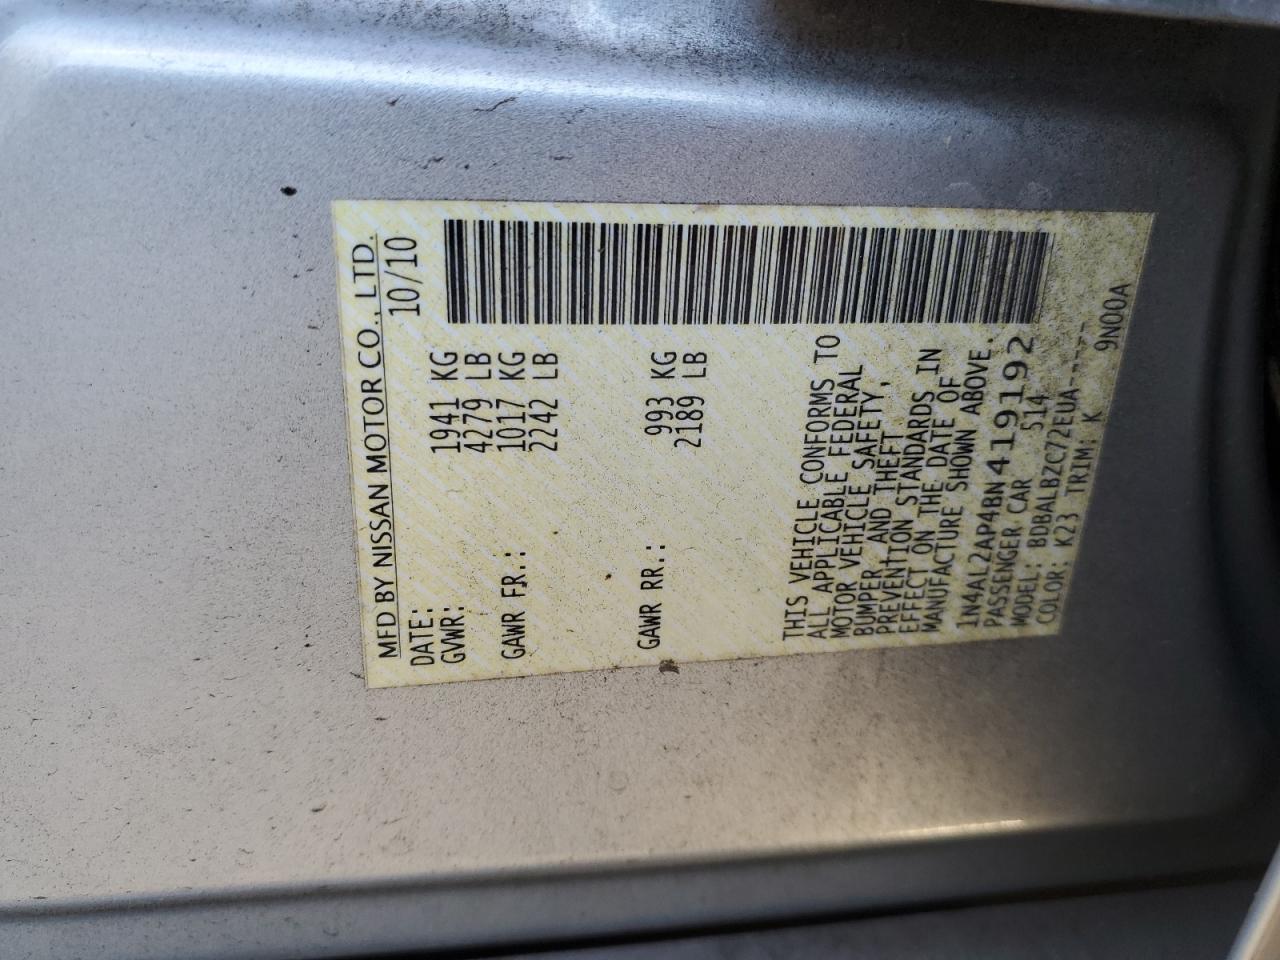 MFD BY NISSAN MOTOR CO., LTD.
DATE: 10/10
GVWR: 1941 KG
4279 LB
GAWR FR.: 1017 KG
2242 LB
GAWR RR.: 993 KG
2189 LB
THIS VEHICLE CONFORMS TO
ALL APPLICABLE FEDERAL
MOTOR VEHICLE SAFETY,
BUMPER AND THEFT
PREVENTION STANDARDS IN
EFFECT ON THE DATE OF
MANUFACTURE SHOWN ABOVE.
1N4AL2AP4BN419192
PASSENGER CAR 514
MODEL: BDBALBZC72EUA-----
COLOR: K23 TRIM: K 9N00A